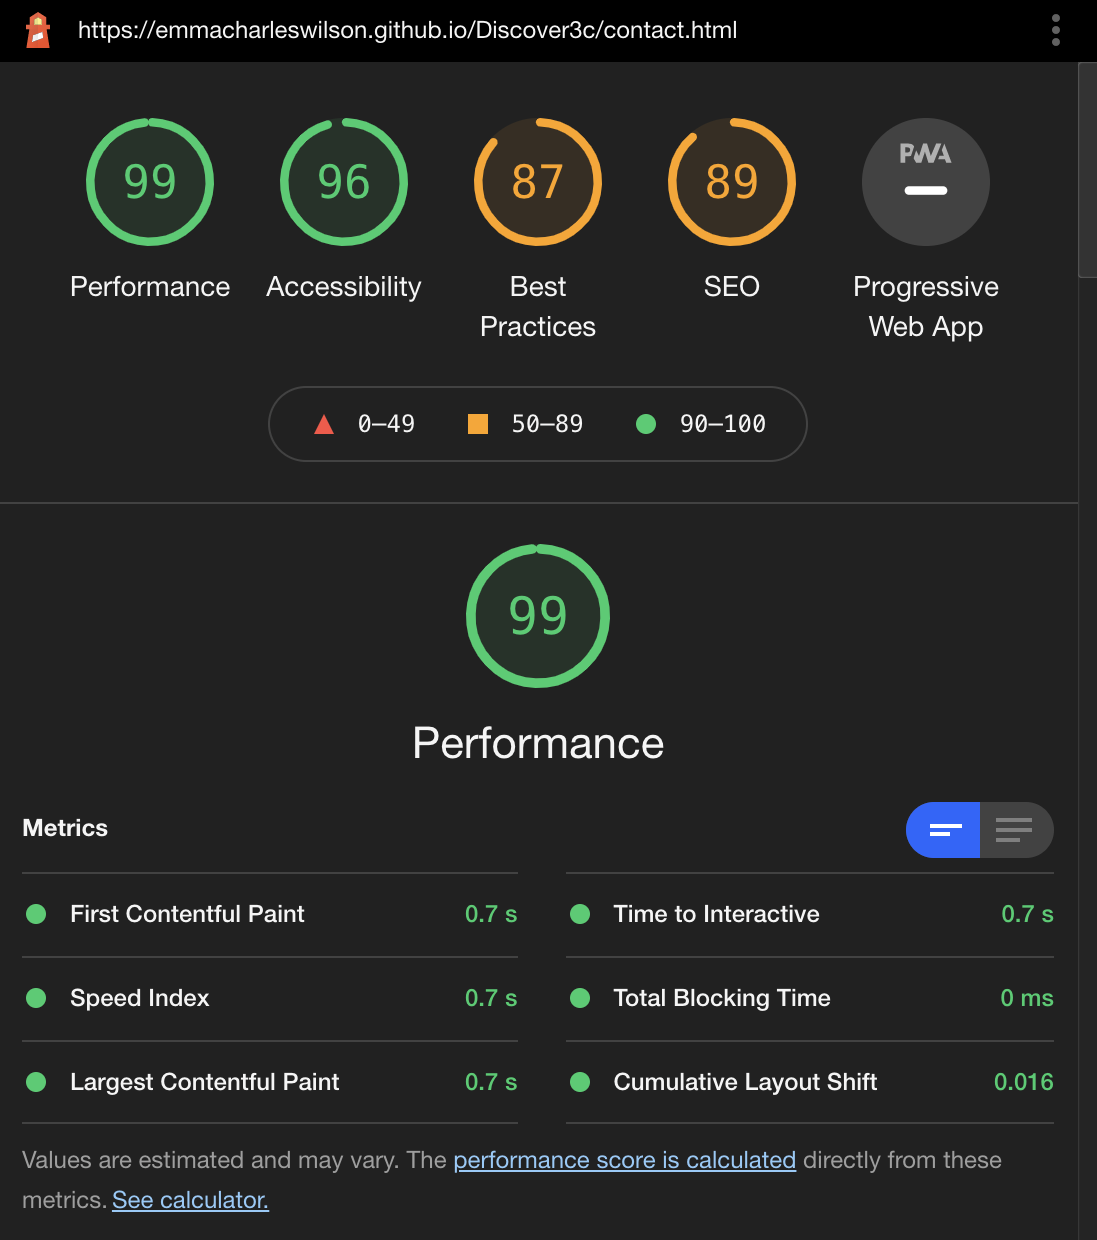 https://emmacharleswilson.github.io/Discover3c/contact.html
99
96
87
89
PWA
Performance
Accessibility
Best
Practices
SEO
Progressive
Web App
0–49
50–89
90–100
99
Performance
Metrics
First Contentful Paint 0.7 s
Time to Interactive 0.7 s
Speed Index 0.7 s
Total Blocking Time 0 ms
Largest Contentful Paint 0.7 s
Cumulative Layout Shift 0.016
Values are estimated and may vary. The performance score is calculated directly from these
metrics. See calculator.